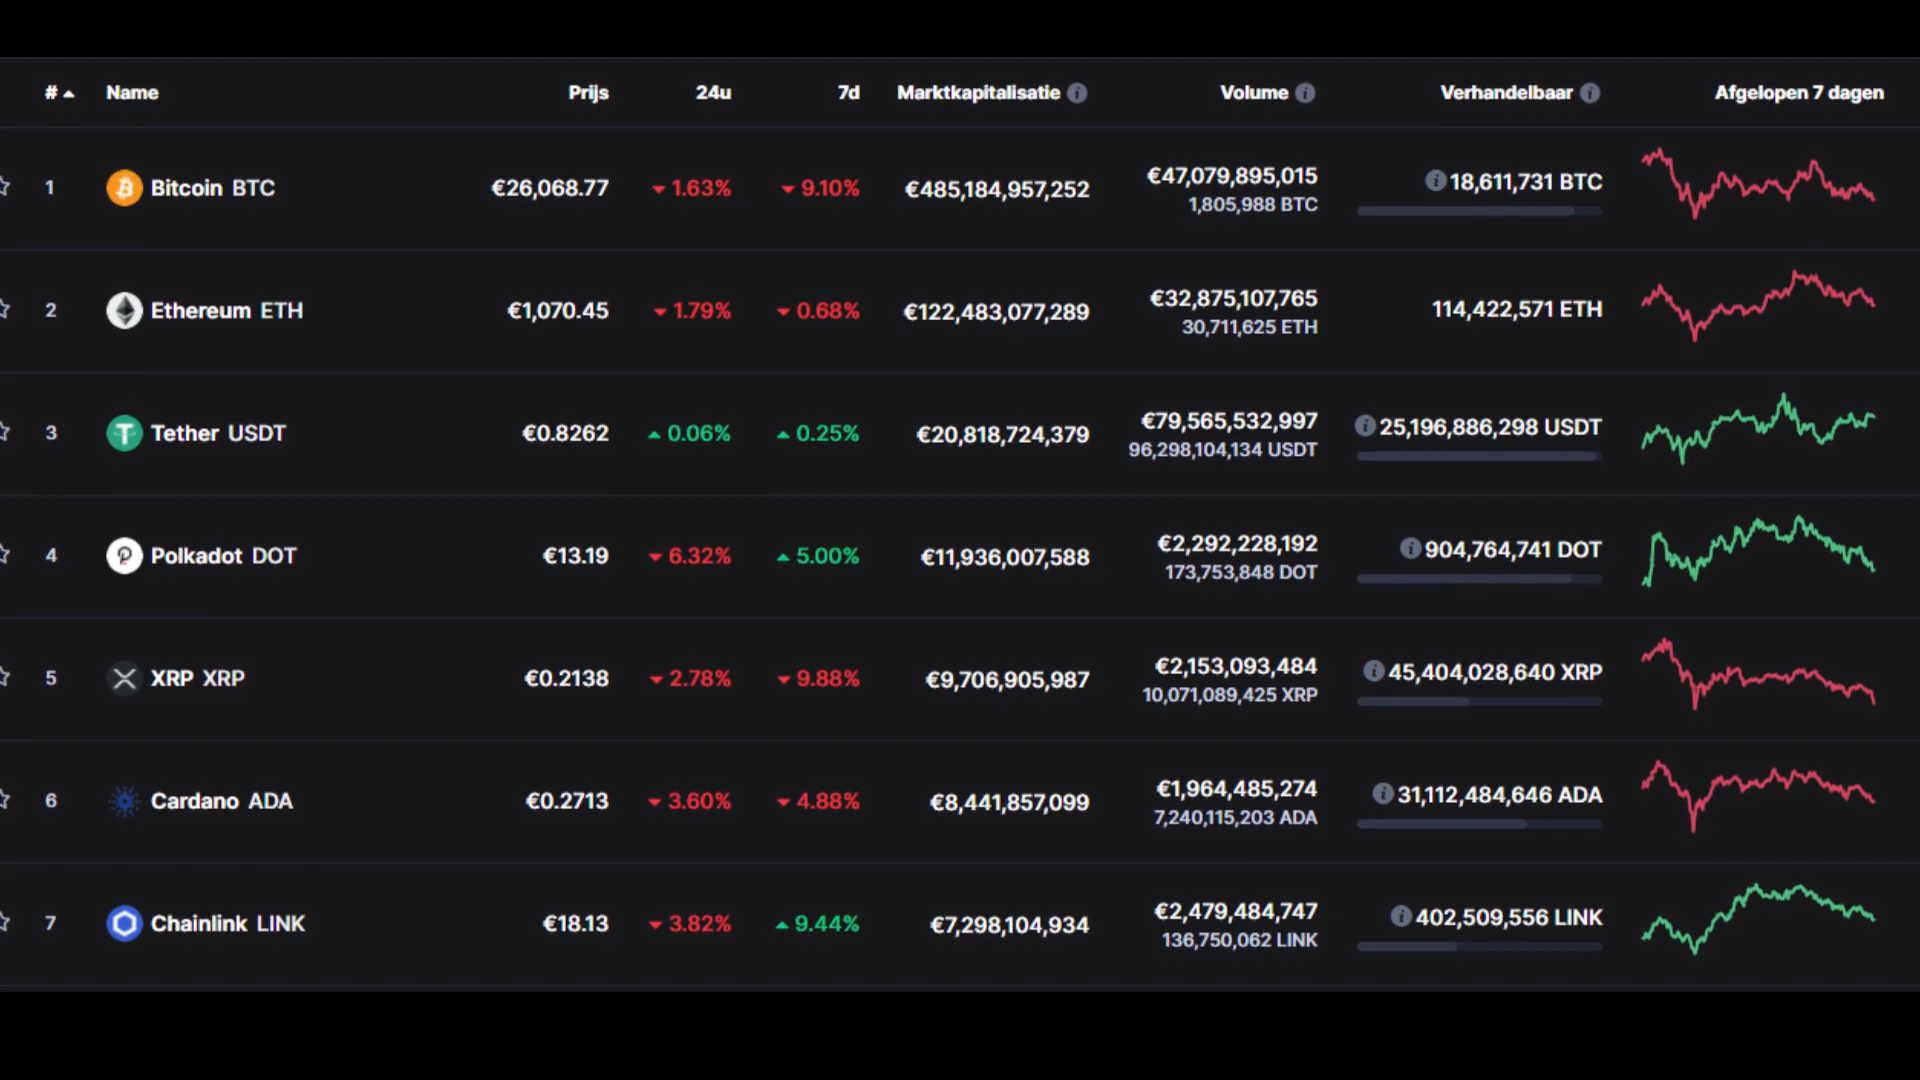 # Name Prijs 24u 7d Marktkapitalisatie Volume Verhandelbaar Afgelopen 7 dagen
1 Bitcoin BTC €26,068.77 1.63% 9.10% €485,184,957,252 €47,079,895,015 18,611,731 BTC
1,805,988 BTC
2 Ethereum ETH €1,070.45 1.79% 0.68% €122,483,077,289 €32,875,107,765 114,422,571 ETH
30,711,625 ETH
3 Tether USDT €0.8262 0.06% 0.25% €20,818,724,379 €79,565,532,997 25,196,886,298 USDT
96,298,104,134 USDT
4 Polkadot DOT €13.19 6.32% 5.00% €11,936,007,588 €2,292,228,192 904,764,741 DOT
173,753,848 DOT
5 XRP XRP €0.2138 2.78% 9.88% €9,706,905,987 €2,153,093,484 45,404,028,640 XRP
10,071,089,425 XRP
6 Cardano ADA €0.2713 3.60% 4.88% €8,441,857,099 €1,964,485,274 31,112,484,646 ADA
7,240,115,203 ADA
7 Chainlink LINK €18.13 3.82% 9.44% €7,298,104,934 €2,479,484,747 402,509,556 LINK
136,750,062 LINK